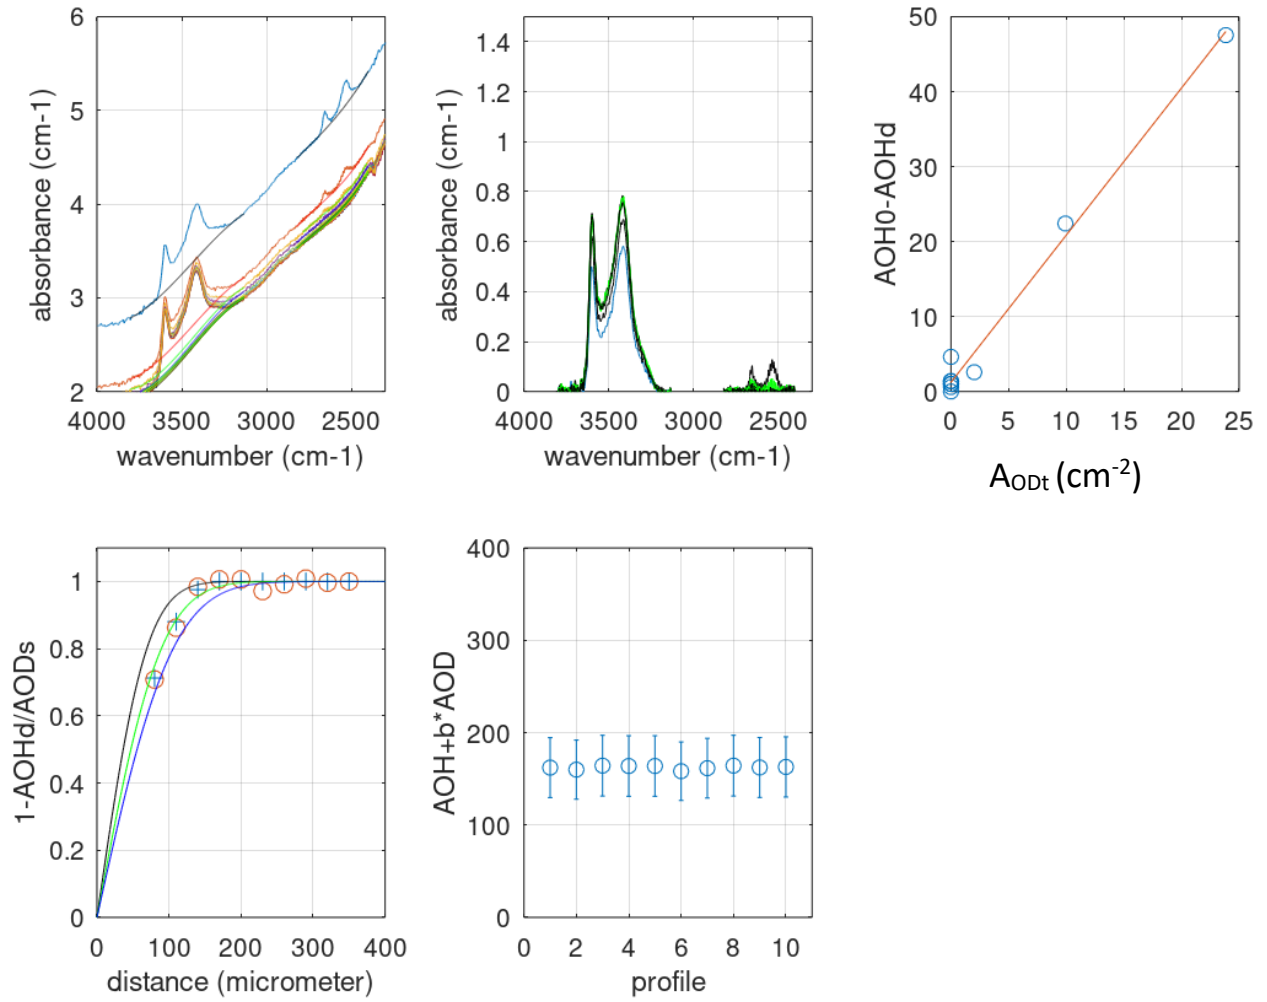 absorbance (cm-1)
6
5
4
3
2
4000 3500 3000 2500
wavenumber (cm-1)
absorbance (cm-1)
1.4
1.2
1
0.8
0.6
0.4
0.2
0
4000 3500 3000 2500
wavenumber (cm-1)
AOH0-AOHd
50
40
30
20
10
0
0 5 10 15 20 25
AODt (cm-2)
1-AOHd/AODs
1
0.8
0.6
0.4
0.2
0
0 100 200 300 400
distance (micrometer)
AOH+b*AOD
400
300
200
100
0
0 2 4 6 8 10
profile